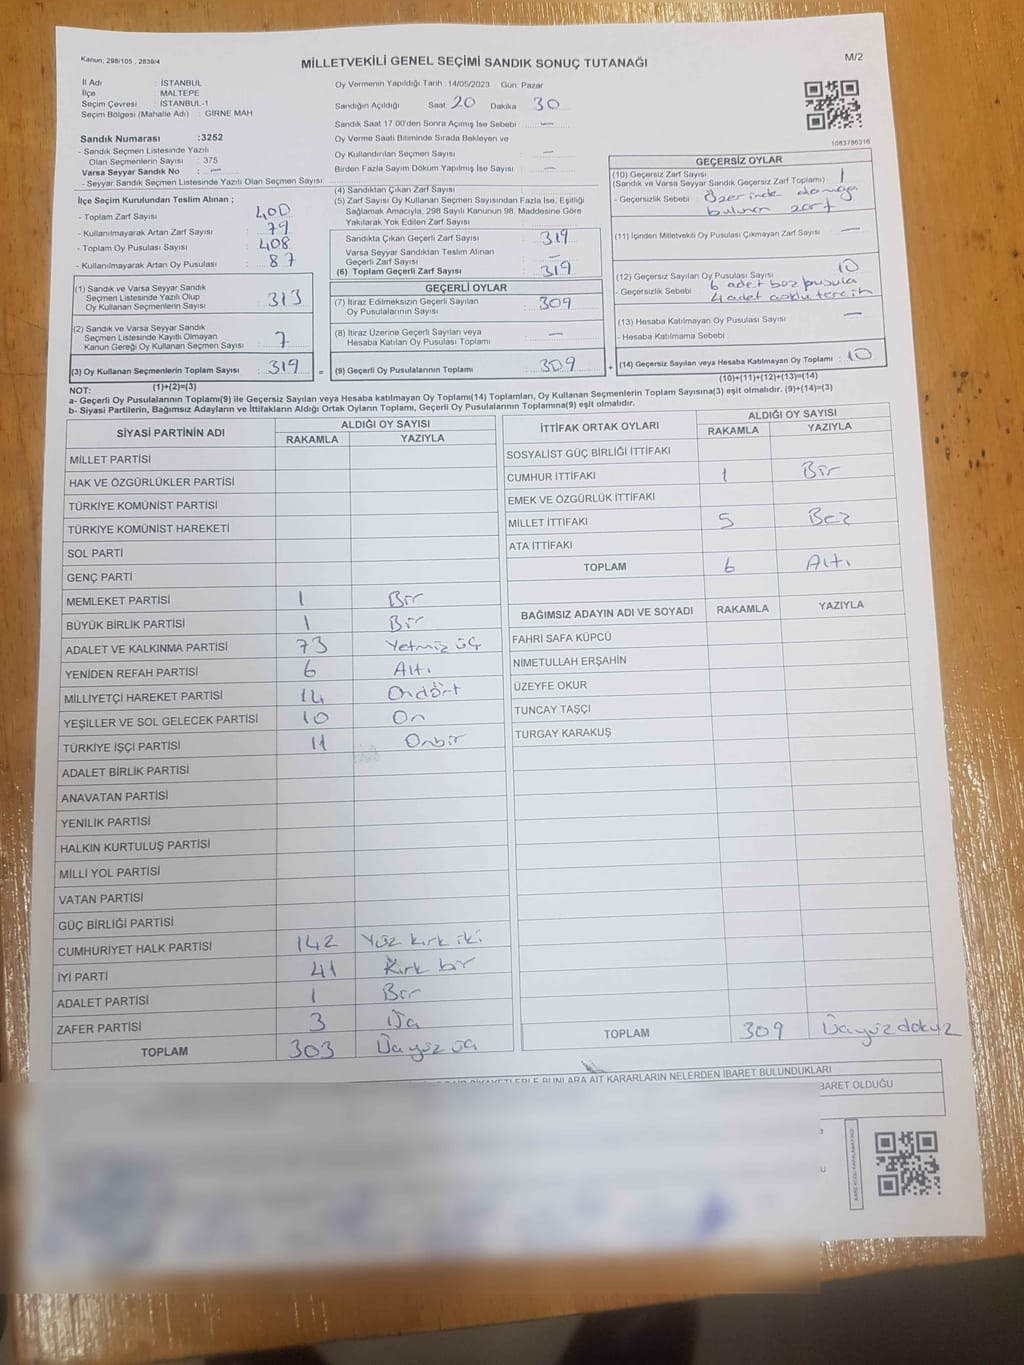 Kanun; 298/105 , 2839/4
MİLLETVEKİLİ GENEL SEÇİMİ SANDIK SONUÇ TUTANAĞI
M/2
İl Adı : İSTANBUL
İlçe : MALTEPE
Seçim Çevresi : İSTANBUL-1
Seçim Bölgesi (Mahalle Adı) : GİRNE MAH
Sandık Numarası :3252
- Sandık Seçmen Listesinde Yazılı
Olan Seçmenlerin Sayısı : 375
Varsa Seyyar Sandık No : —
- Seyyar Sandık Seçmen Listesinde Yazılı Olan Seçmen Sayısı:
Oy Vermenin Yapıldığı Tarih : 14/05/2023 Gün: Pazar
Sandığın Açıldığı Saat: 20 Dakika : 30
Sandık Saat 17:00'den Sonra Açımış İse Sebebi : —
Oy Verme Saati Bitiminde Sırada Bekleyen ve
Oy Kullandırılan Seçmen Sayısı : —
Birden Fazla Sayım Döküm Yapılmış İse Sayısı : —
1083786316
İlçe Seçim Kurulundan Teslim Alınan ;
- Toplam Zarf Sayısı : 400
- Kullanılmayarak Artan Zarf Sayısı : 79
- Toplam Oy Pusulası Sayısı : 408
- Kullanılmayarak Artan Oy Pusulası : 87
(1) Sandık ve Varsa Seyyar Sandık
Seçmen Listesinde Yazılı Olup
Oy Kullanan Seçmenlerin Sayısı : 313
(2) Sandık ve Varsa Seyyar Sandık
Seçmen Listesinde Kayıtlı Olmayan
Kanun Gereği Oy Kullanan Seçmen Sayısı : 7
(3) Oy Kullanan Seçmenlerin Toplam Sayısı : 319
(1)+(2)=(3)
(4) Sandıktan Çıkan Zarf Sayısı :
(5) Zarf Sayısı Oy Kullanan Seçmen Sayısından Fazla İse, Eşitliği
Sağlamak Amacıyla, 298 Sayılı Kanunun 98. Maddesine Göre
Yakılarak Yok Edilen Zarf Sayısı:
Sandıkta Çıkan Geçerli Zarf Sayısı : 319
Varsa Seyyar Sandıktan Teslim Alınan
Geçerli Zarf Sayısı : —
(6) Toplam Geçerli Zarf Sayısı : 319
GEÇERLİ OYLAR
(7) İtiraz Edilmeksizin Geçerli Sayılan
Oy Pusulalarının Sayısı : 309
(8) İtiraz Üzerine Geçerli Sayılan veya
Hesaba Katılan Oy Pusulası Toplamı : —
= (9) Geçerli Oy Pusulalarının Toplamı : 309
GEÇERSİZ OYLAR
(10) Geçersiz Zarf Sayısı
(Sandık ve Varsa Seyyar Sandık Geçersiz Zarf Toplamı) : 1
- Geçersizlik Sebebi : Üzerinde damga
bulunan zarf
(11) İçinden Milletvekili Oy Pusulası Çıkmayan Zarf Sayısı : —
(12) Geçersiz Sayılan Oy Pusulası Sayısı : 10
- Geçersizlik Sebebi : 6 adet boz pusula
4 adet çoklu tercih
(13) Hesaba Katılmayan Oy Pusulası Sayısı : —
- Hesaba Katılmama Sebebi :
+ (14) Geçersiz Sayılan veya Hesaba Katılmayan Oy Toplamı : 10
(10)+(11)+(12)+(13)=(14)
NOT:
a- Geçerli Oy Pusulalarının Toplamı(9) ile Geçersiz Sayılan veya Hesaba katılmayan Oy Toplamı(14) Toplamları, Oy Kullanan Seçmenlerin Toplam Sayısına(3) eşit olmalıdır. (9)+(14)=(3)
b- Siyasi Partilerin, Bağımsız Adayların ve İttifakların Aldığı Ortak Oyların Toplamı, Geçerli Oy Pusulalarının Toplamına(9) eşit olmalıdır.
SİYASİ PARTİNİN ADI
ALDIĞI OY SAYISI
RAKAMLA YAZIYLA
MİLLET PARTİSİ
HAK VE ÖZGÜRLÜKLER PARTİSİ
TÜRKİYE KOMÜNİST PARTİSİ
TÜRKİYE KOMÜNİST HAREKETİ
SOL PARTİ
GENÇ PARTİ
MEMLEKET PARTİSİ 1 Bir
BÜYÜK BİRLİK PARTİSİ 1 Bir
ADALET VE KALKINMA PARTİSİ 73 Yetmiş üç
YENİDEN REFAH PARTİSİ 6 Altı
MİLLİYETÇİ HAREKET PARTİSİ 14 Ondört
YEŞİLLER VE SOL GELECEK PARTİSİ 10 On
TÜRKİYE İŞÇİ PARTİSİ 11 Onbir
ADALET BİRLİK PARTİSİ
ANAVATAN PARTİSİ
YENİLİK PARTİSİ
HALKIN KURTULUŞ PARTİSİ
MİLLİ YOL PARTİSİ
VATAN PARTİSİ
GÜÇ BİRLİĞİ PARTİSİ
CUMHURİYET HALK PARTİSİ 142 Yüz kırk iki
İYİ PARTİ 41 Kırk bir
ADALET PARTİSİ 1 Bir
ZAFER PARTİSİ 3 Üç
TOPLAM 303 Üçyüz üç
İTTİFAK ORTAK OYLARI
ALDIĞI OY SAYISI
RAKAMLA YAZIYLA
SOSYALİST GÜÇ BİRLİĞİ İTTİFAKI
CUMHUR İTTİFAKI 1 Bir
EMEK VE ÖZGÜRLÜK İTTİFAKI
MİLLET İTTİFAKI 5 Beş
ATA İTTİFAKI
TOPLAM 6 Altı
BAĞIMSIZ ADAYIN ADI VE SOYADI RAKAMLA YAZIYLA
FAHRİ SAFA KÜPCÜ
NİMETULLAH ERŞAHİN
ÜZEYFE OKUR
TUNCAY TAŞÇI
TURGAY KARAKUŞ
TOPLAM 309 Üçyüz dokuz
BUNLARA AİT KARARLARIN NELERDEN İBARET BULUNDUKLARI
İBARET OLDUĞU